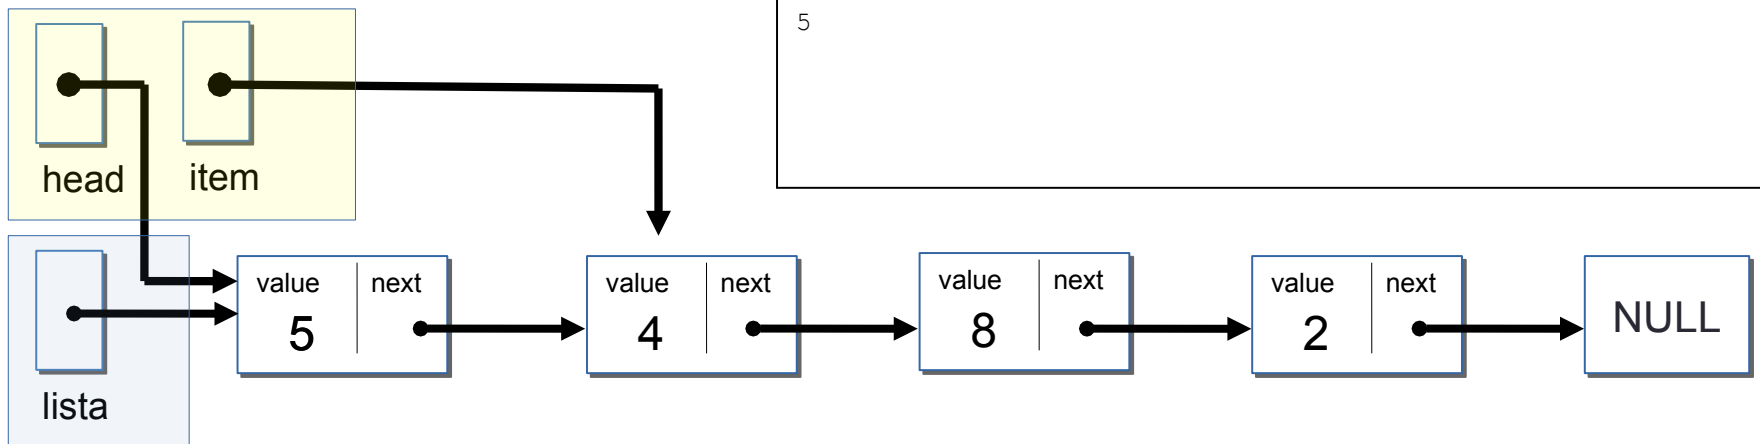 5
head item
value next value next value next value next
5 4 8 2 NULL
lista